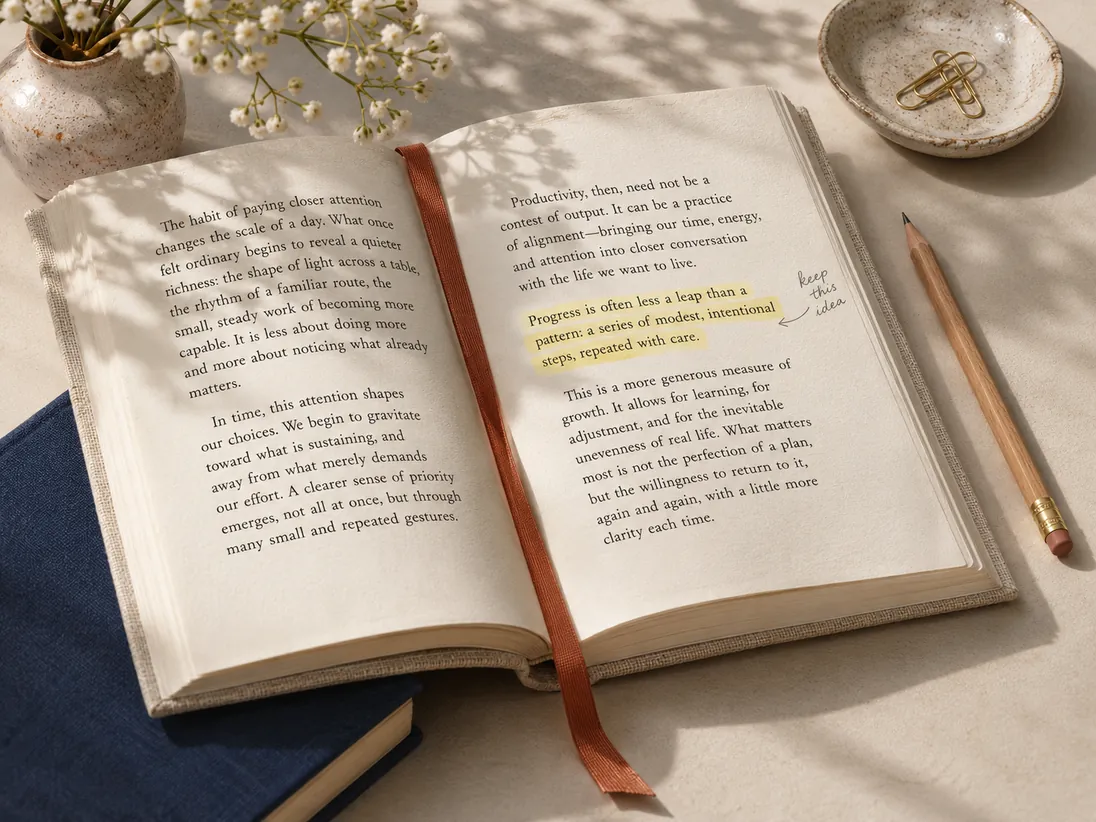 The habit of paying closer attention
changes the scale of a day. What once
felt ordinary begins to reveal a quieter
richness: the shape of light across a table,
the rhythm of a familiar route, the
small, steady work of becoming more
capable. It is less about doing more
and more about noticing what already
matters.
In time, this attention shapes
our choices. We begin to gravitate
toward what is sustaining, and
away from what merely demands
our effort. A clearer sense of priority
emerges, not all at once, but through
many small and repeated gestures.
Productivity, then, need not be a
contest of output. It can be a practice
of alignment—bringing our time, energy,
and attention into closer conversation
with the life we want to live.
Progress is often less a leap than a
pattern: a series of modest, intentional
steps, repeated with care.
keep
this
idea
This is a more generous measure of
growth. It allows for learning, for
adjustment, and for the inevitable
unevenness of real life. What matters
most is not the perfection of a plan,
but the willingness to return to it,
again and again, with a little more
clarity each time.